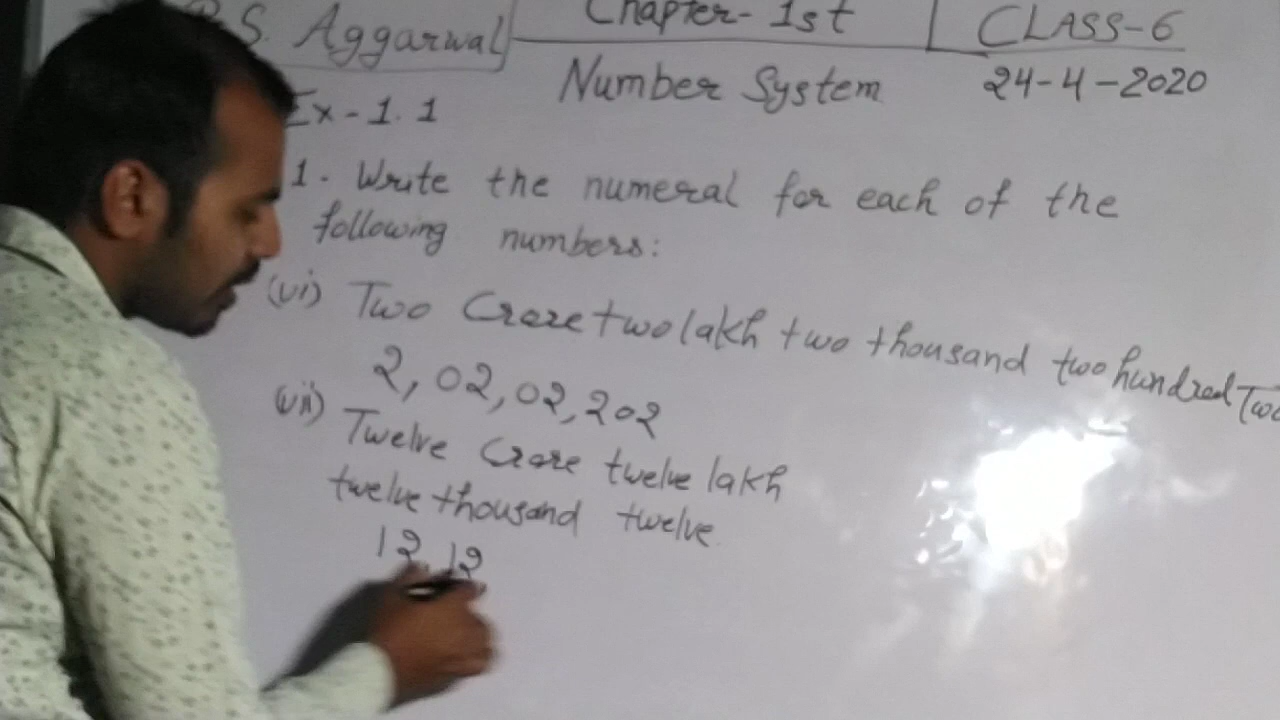 S. Aggarwal
Chapter- 1st
CLASS-6
Number System
24-4-2020
Ex-1.1
1. Write the numeral for each of the
following numbers:
(vi) Two Crore two lakh two thousand two hundred Two
2,02,02,202
(vii) Twelve Crore twelve lakh
twelve thousand twelve.
12,12